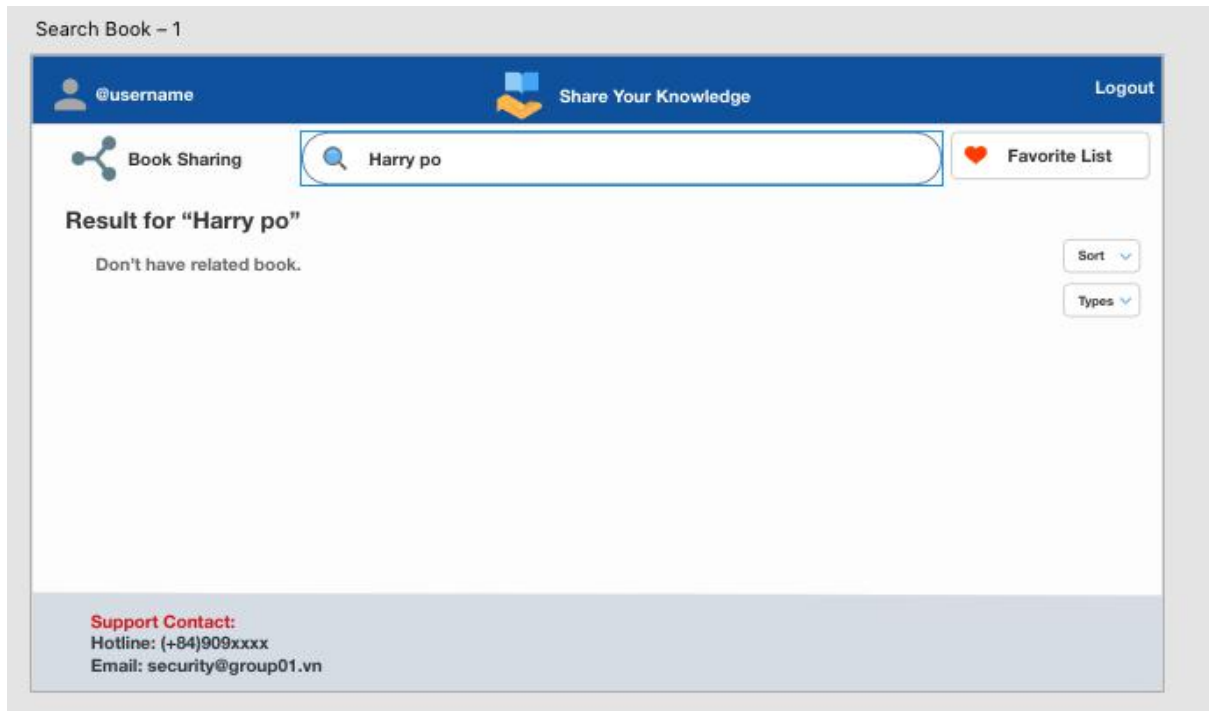 Search Book – 1
@username
Share Your Knowledge
Logout
Book Sharing
Harry po
Favorite List
Result for “Harry po”
Don't have related book.
Sort
Types
Support Contact:
Hotline: (+84)909xxxx
Email: security@group01.vn